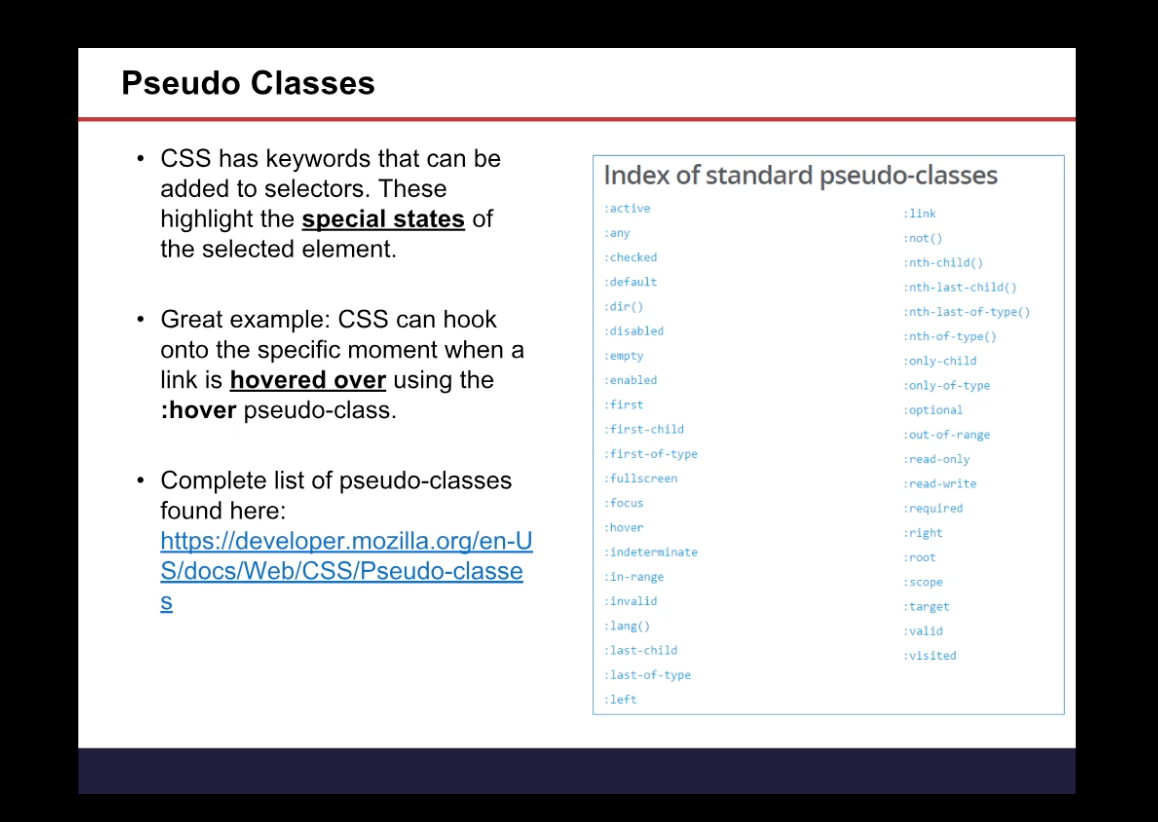 Pseudo Classes
• CSS has keywords that can be
added to selectors. These
highlight the special states of
the selected element.
• Great example: CSS can hook
onto the specific moment when a
link is hovered over using the
:hover pseudo-class.
• Complete list of pseudo-classes
found here:
https://developer.mozilla.org/en-U
S/docs/Web/CSS/Pseudo-classe
s
Index of standard pseudo-classes
:active
:any
:checked
:default
:dir()
:disabled
:empty
:enabled
:first
:first-child
:first-of-type
:fullscreen
:focus
:hover
:indeterminate
:in-range
:invalid
:lang()
:last-child
:last-of-type
:left
:link
:not()
:nth-child()
:nth-last-child()
:nth-last-of-type()
:nth-of-type()
:only-child
:only-of-type
:optional
:out-of-range
:read-only
:read-write
:required
:right
:root
:scope
:target
:valid
:visited